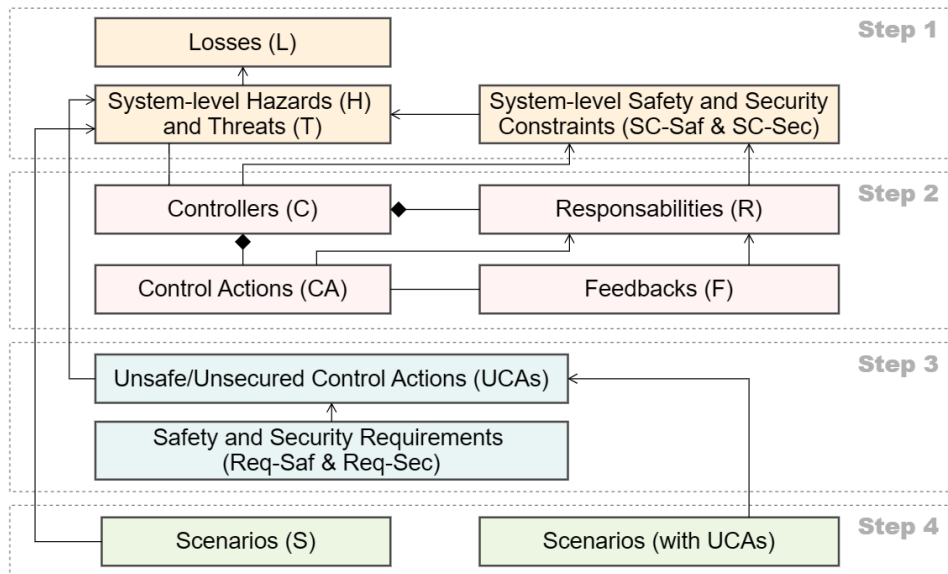 Step 1
Losses (L)
System-level Hazards (H)
and Threats (T)
System-level Safety and Security
Constraints (SC-Saf & SC-Sec)
Step 2
Controllers (C)
Responsabilities (R)
Control Actions (CA)
Feedbacks (F)
Step 3
Unsafe/Unsecured Control Actions (UCAs)
Safety and Security Requirements
(Req-Saf & Req-Sec)
Step 4
Scenarios (S)
Scenarios (with UCAs)